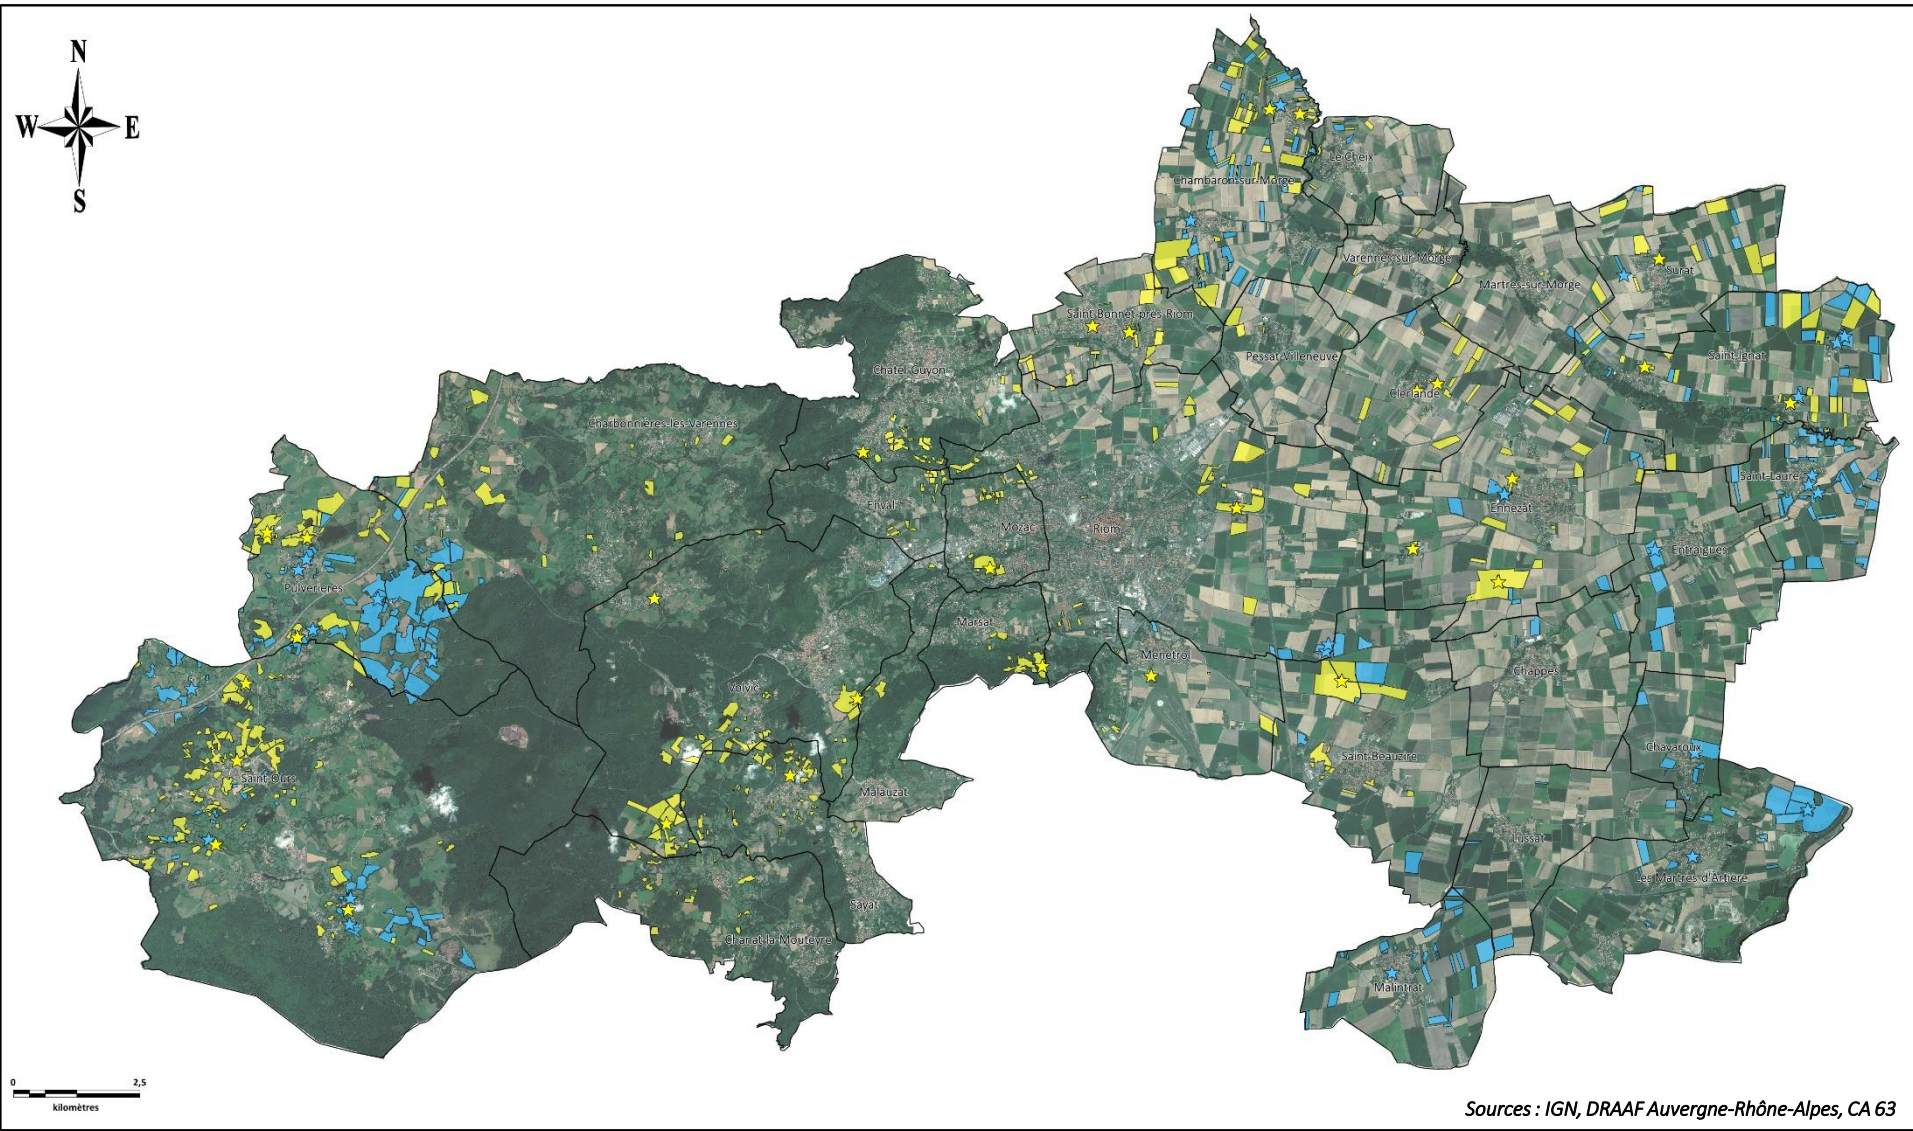 N
W E
S
Le Cheix
Chambaron-sur-Morge
Varennes-sur-Morge
Surat
Martres-sur-Morge
Saint-Bonnet-près-Riom
Pessat-Villeneuve
Saint-Ignat
Chatel-Guyon
Clerlande
Charbonnières-les-Varennes
Saint-Laure
Enval
Ennezat
Mozac
Riom
Entraigues
Pulvérières
Marsat
Ménétrol
Chappes
Volvic
Chavaroux
Saint-Beauzire
Saint-Ours
Malauzat
Lussat
Les Martres-d'Artière
Sayat
Chanat-la-Mouteyre
Malintrat
0 2,5
kilomètres
Sources : IGN, DRAAF Auvergne-Rhône-Alpes, CA 63